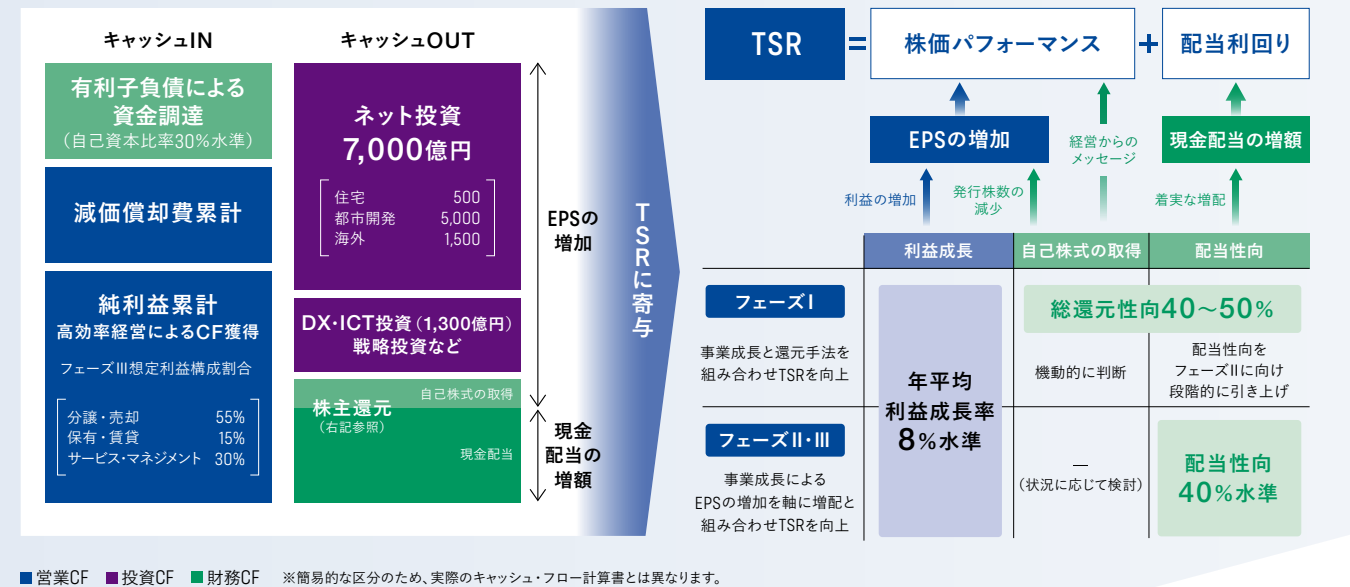 キャッシュIN
有利子負債による
資金調達
（自己資本比率30%水準）
減価償却費累計
純利益累計
高効率経営によるCF獲得
フェーズIII想定利益構成割合
分譲・売却 55%
保有・賃貸 15%
サービス・マネジメント 30%
キャッシュOUT
ネット投資
7,000億円
住宅 500
都市開発 5,000
海外 1,500
DX・ICT投資（1,300億円）
戦略投資など
自己株式の取得
株主還元
（右記参照）
現金配当
EPSの
増加
現金
配当の
増額
TSRに寄与
TSR = 株価パフォーマンス + 配当利回り
EPSの増加
経営からの
メッセージ
現金配当の増額
利益の増加
発行株数の
減少
着実な増配
利益成長 自己株式の取得 配当性向
フェーズI
事業成長と還元手法を
組み合わせTSRを向上
年平均
利益成長率
8%水準
総還元性向40～50%
機動的に判断
配当性向を
フェーズIIに向け
段階的に引き上げ
フェーズII・III
事業成長による
EPSの増加を軸に増配と
組み合わせTSRを向上
—
（状況に応じて検討）
配当性向
40%水準
営業CF 投資CF 財務CF ※簡易的な区分のため、実際のキャッシュ・フロー計算書とは異なります。